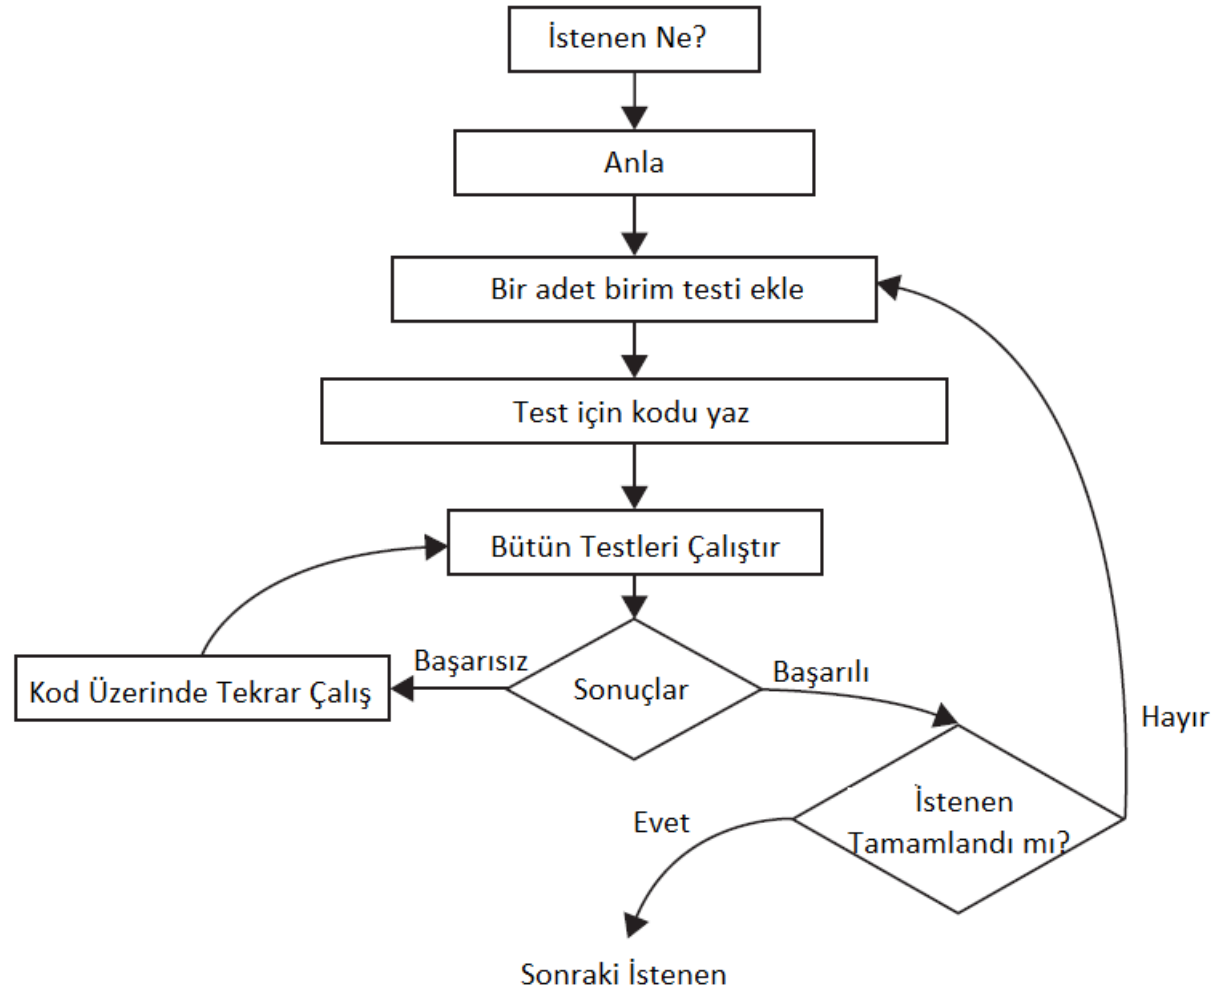 İstenen Ne?
Anla
Bir adet birim testi ekle
Test için kodu yaz
Bütün Testleri Çalıştır
Başarısız
Başarılı
Kod Üzerinde Tekrar Çalış
Sonuçlar
Hayır
İstenen
Tamamlandı mı?
Evet
Sonraki İstenen